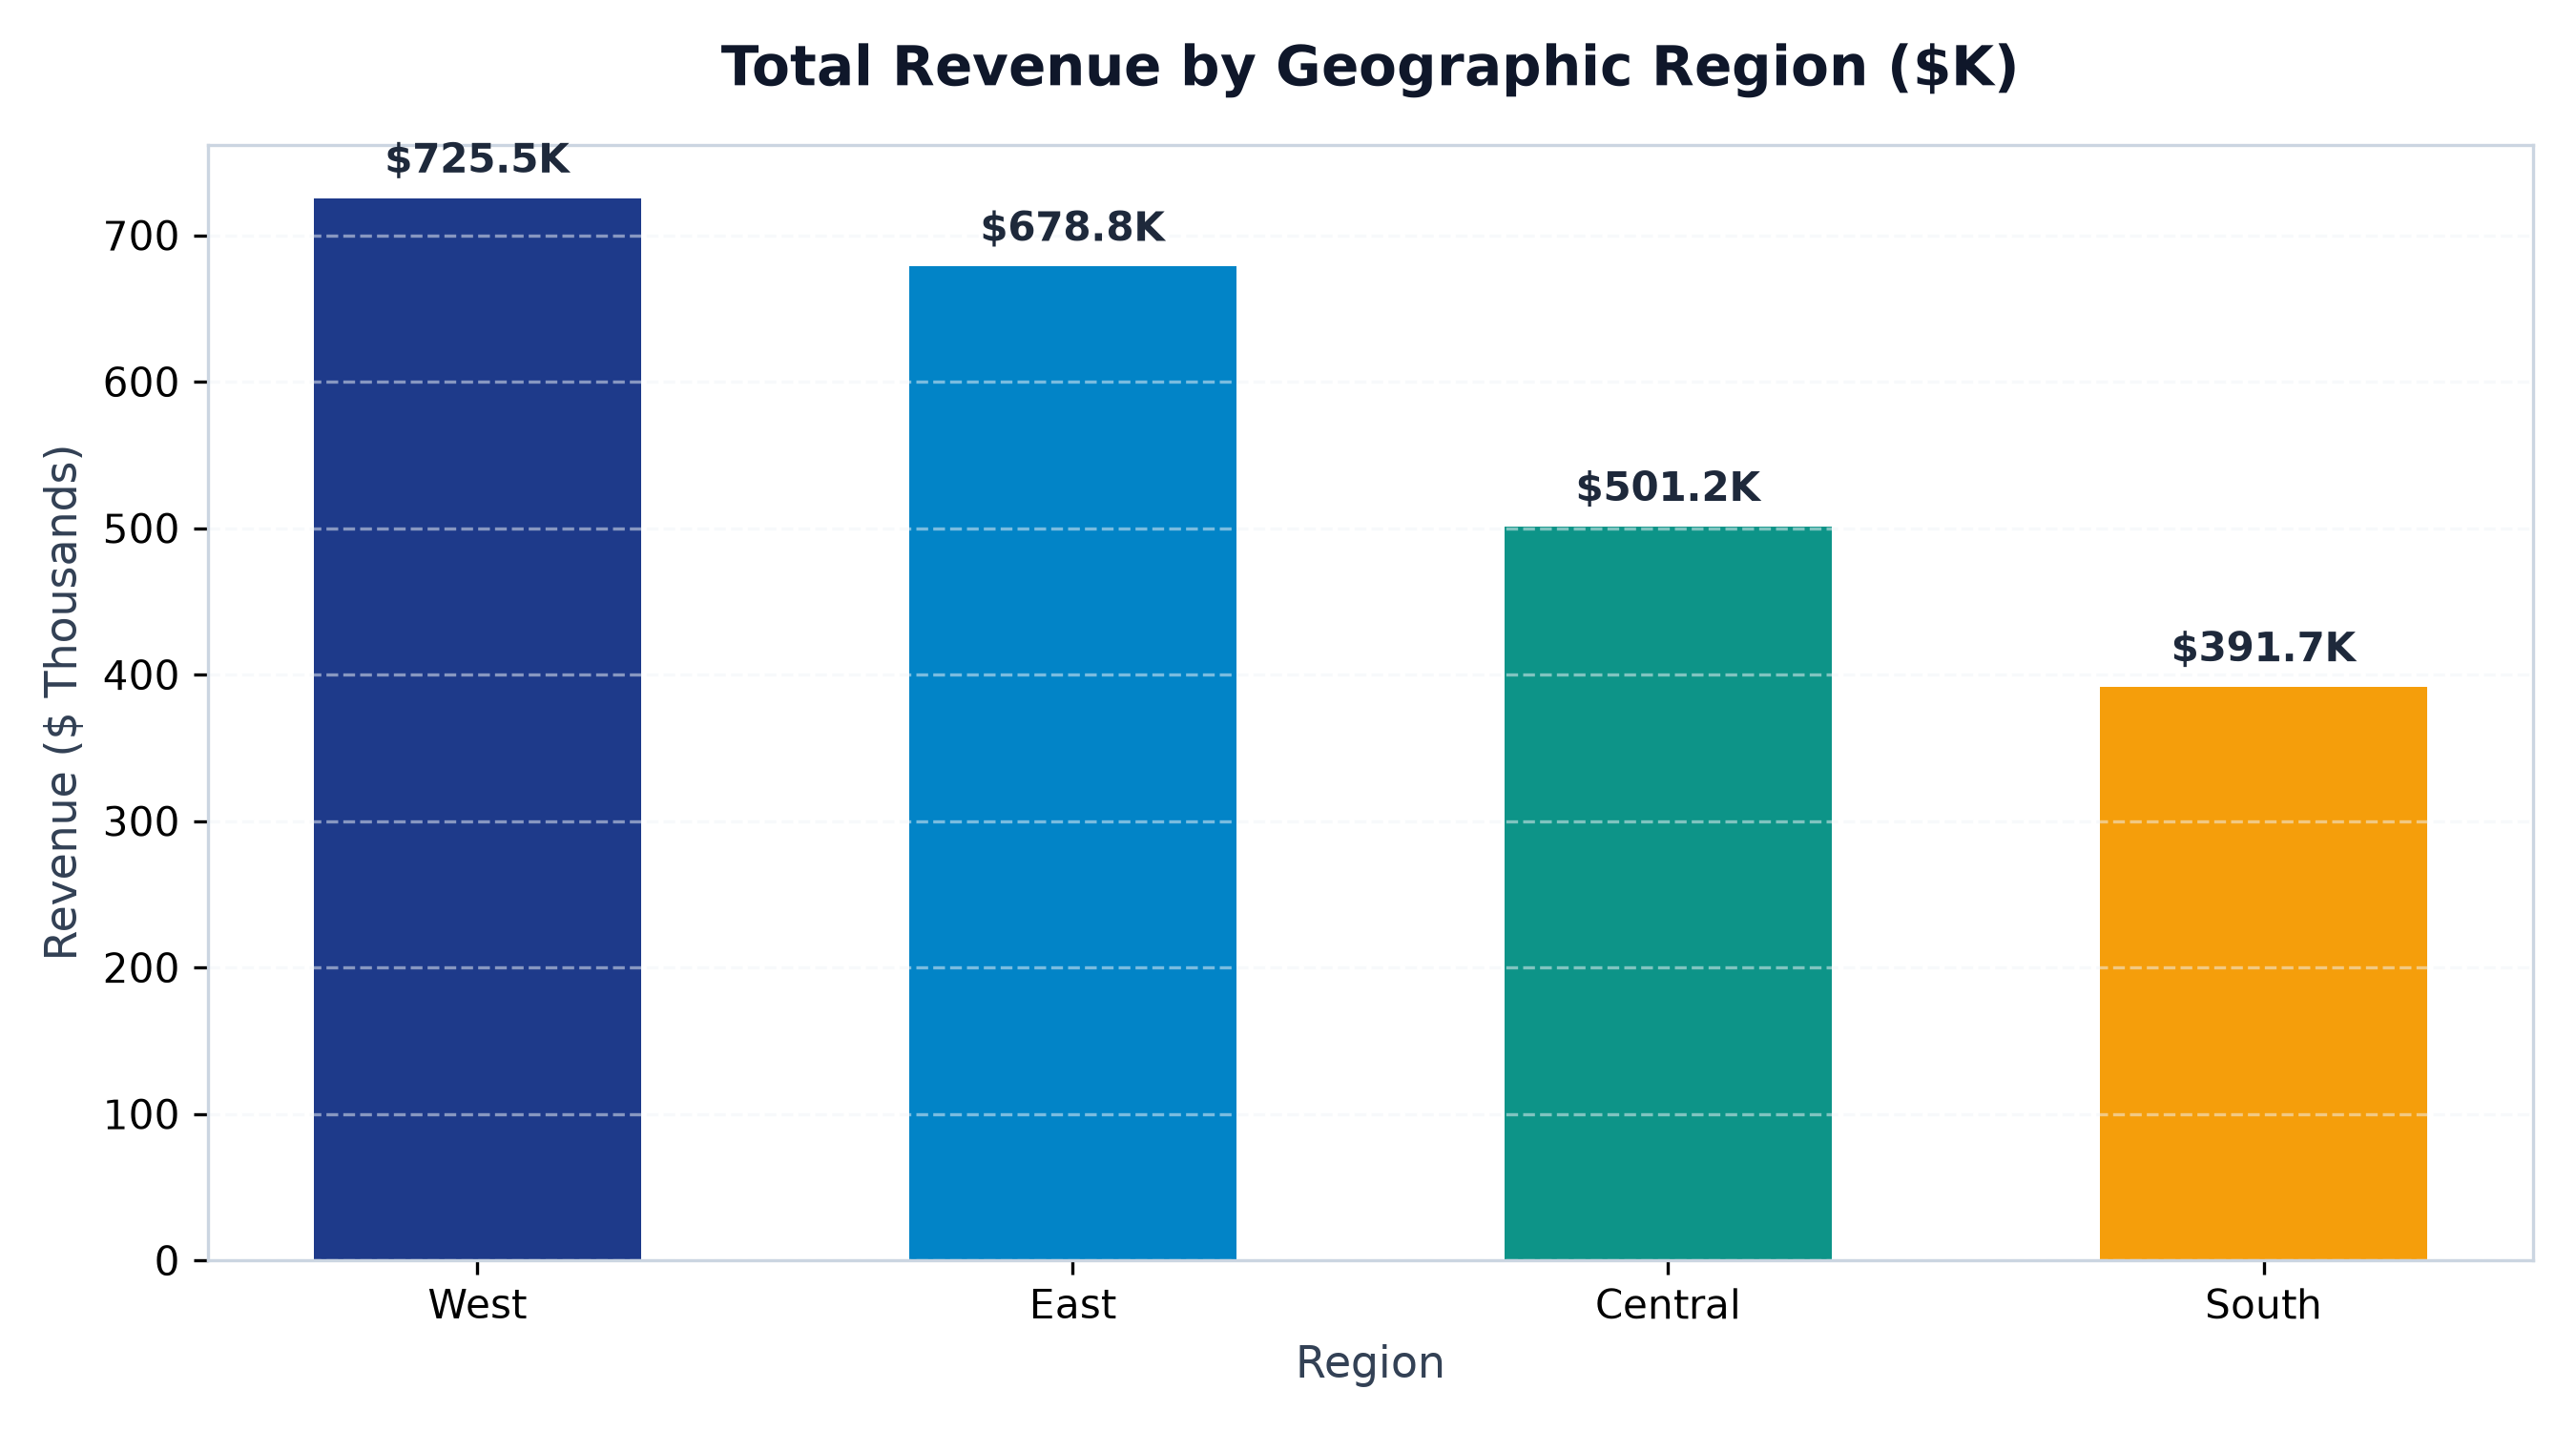 Total Revenue by Geographic Region ($K)
$725.5K
$678.8K
$501.2K
$391.7K
700
600
500
400
300
200
100
0
Revenue ($ Thousands)
West East Central South
Region